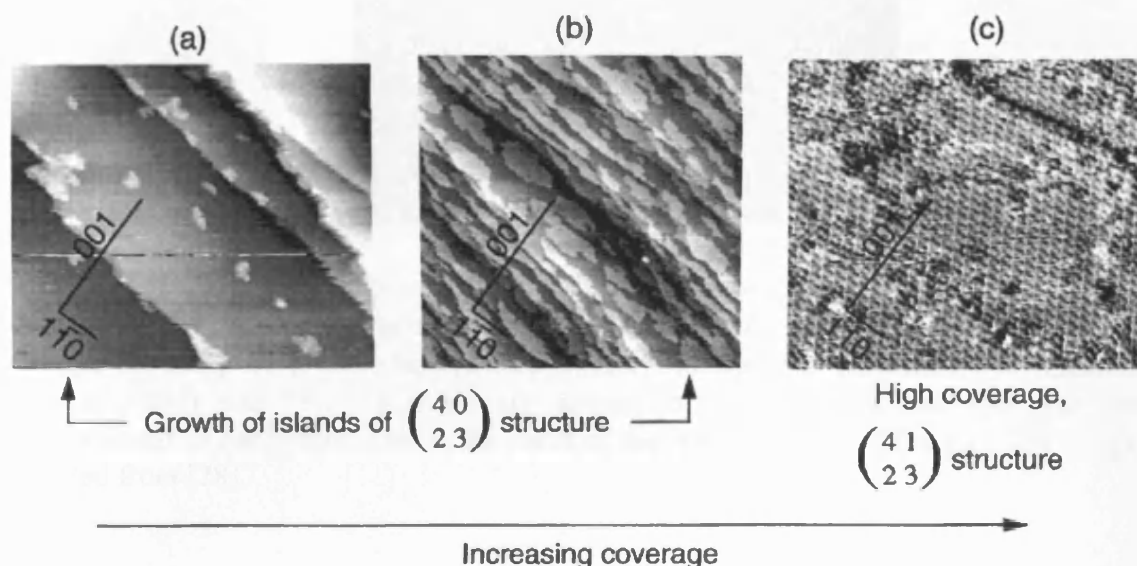 (a)
(b)
(c)
001
110
001
110
001
110
Growth of islands of (4 0
2 3) structure
High coverage,
(4 1
2 3) structure
Increasing coverage